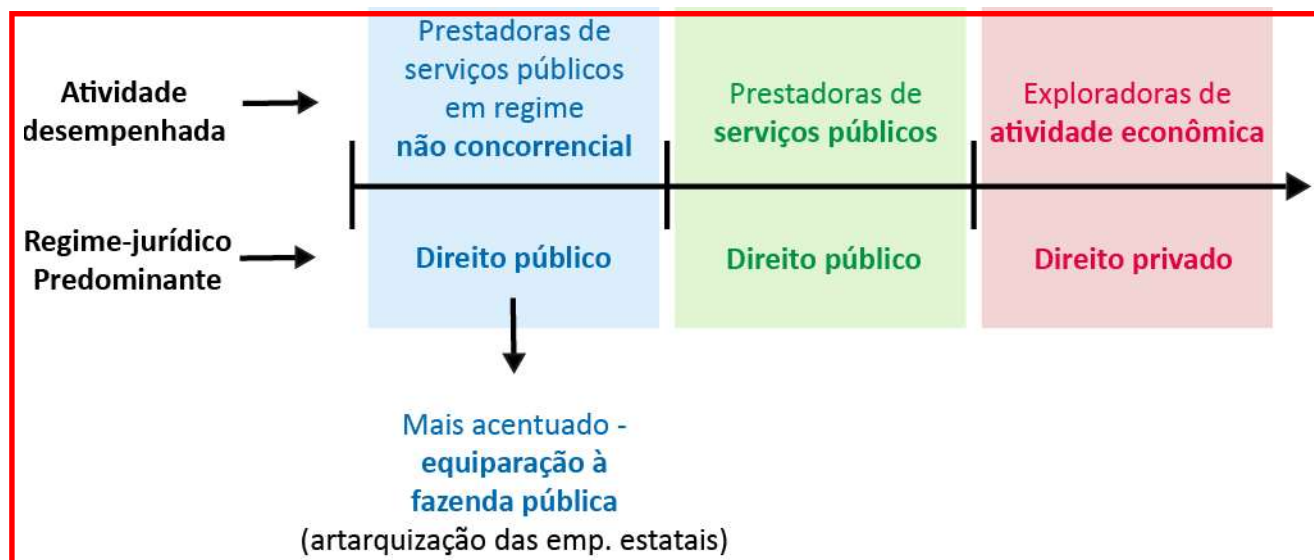 Atividade
desempenhada
Prestadoras de
serviços públicos
em regime
não concorrencial
Prestadoras de
serviços públicos
Exploradoras de
atividade econômica
Regime-jurídico
Predominante
Direito público
Direito público
Direito privado
Mais acentuado -
equiparação à
fazenda pública
(artarquização das emp. estatais)